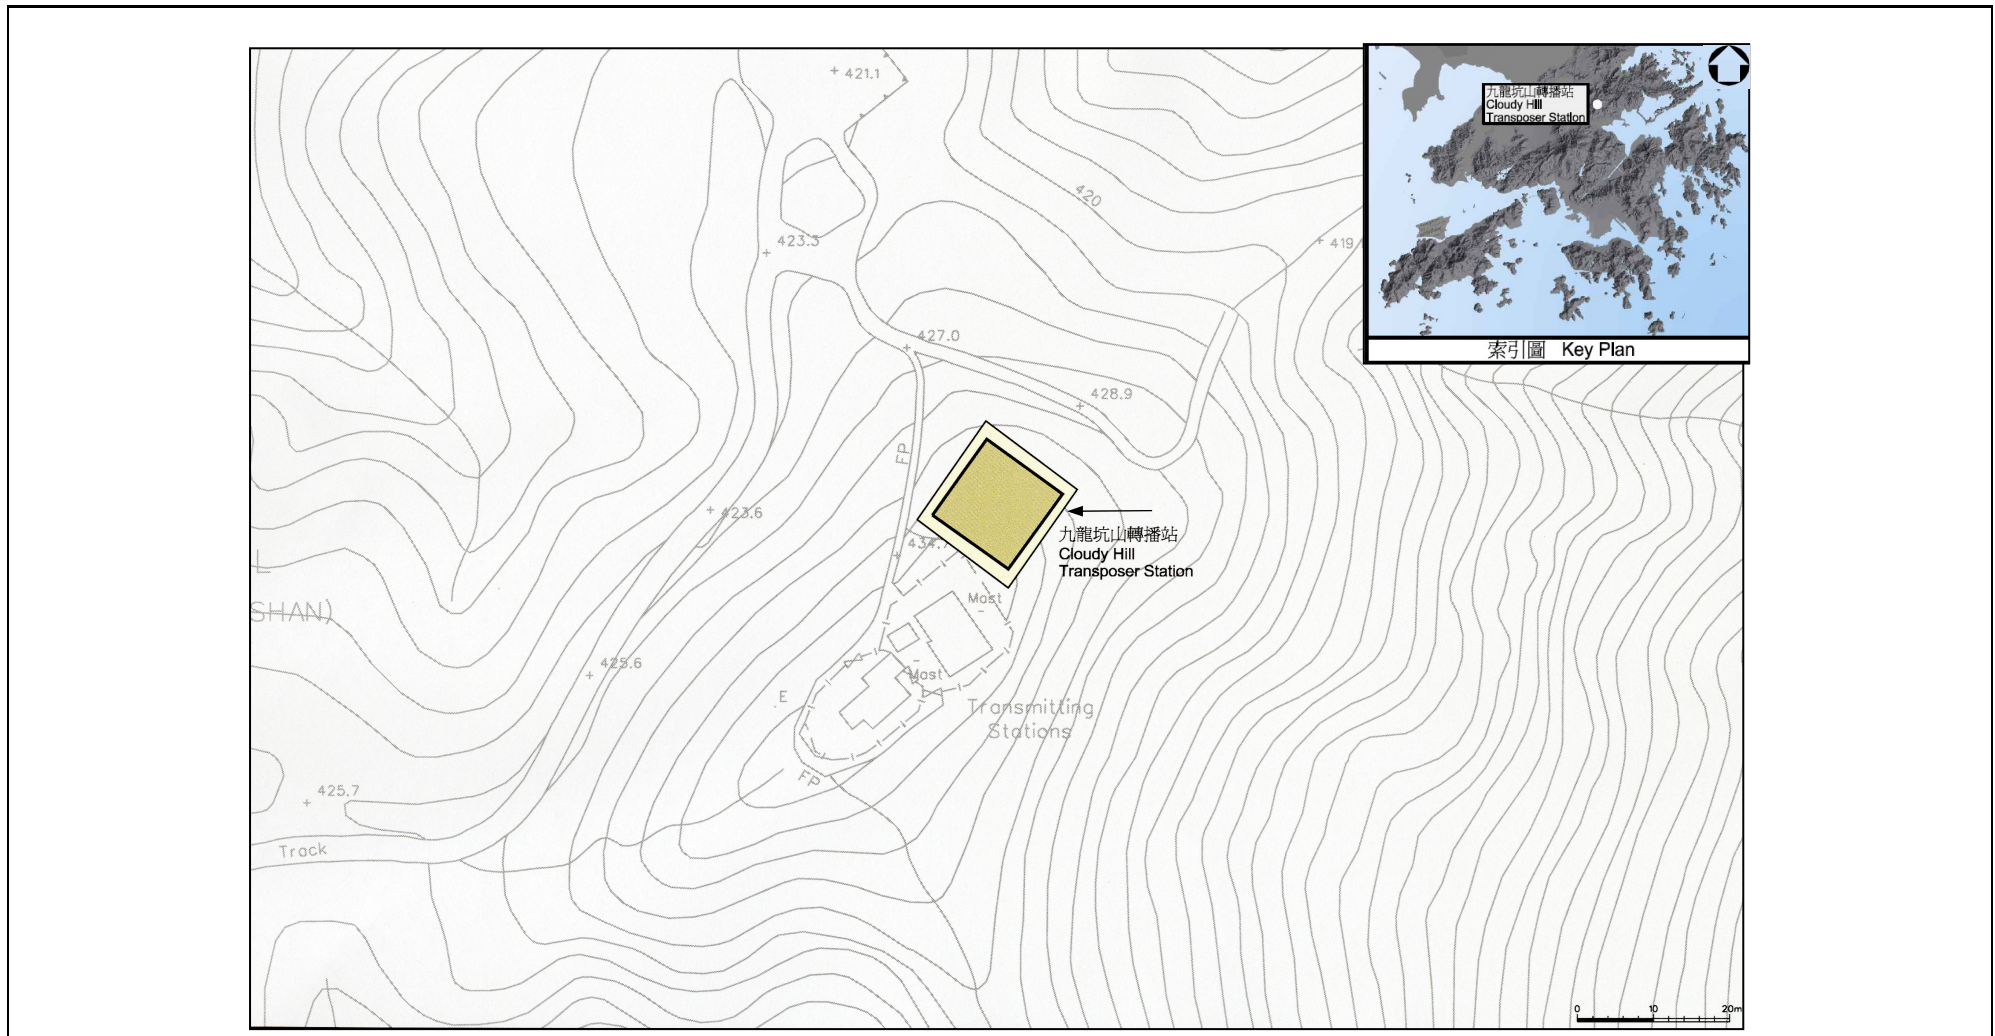 421.1
九龍坑山轉播站
Cloudy Hill
Transposer Station
420
423.3
419
索引圖 Key Plan
427.0
428.9
FP
423.6
九龍坑山轉播站
Cloudy Hill
Transposer Station
434.7
L
Mast
SHAN)
425.6
Mast
E
Transmitting
Stations
FP
425.7
Track
0 10 20m